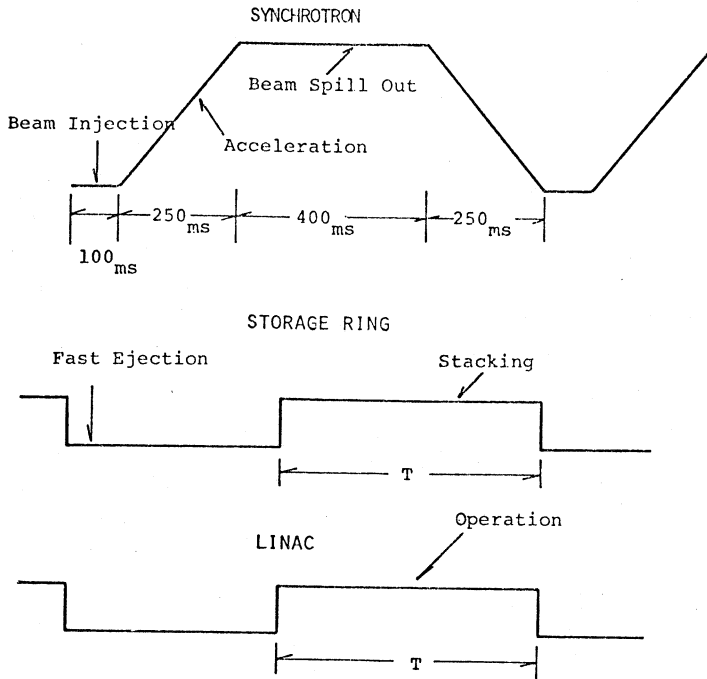 SYNCHROTRON
Beam Spill Out
Beam Injection
Acceleration
250 ms
400 ms
250 ms
100 ms
STORAGE RING
Fast Ejection
Stacking
T
Operation
LINAC
T